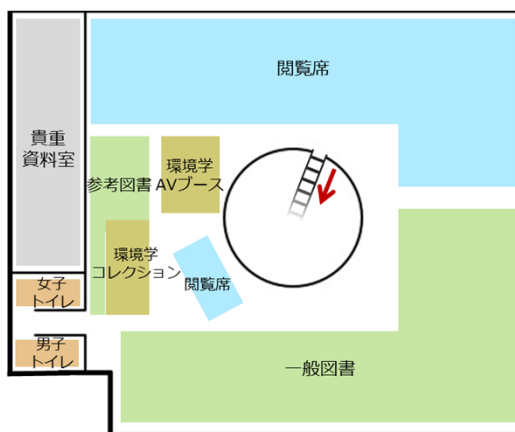 閲覧席
貴重
資料室
環境学
AVブース
参考図書
環境学
コレクション
閲覧席
女子
トイレ
男子
トイレ
一般図書